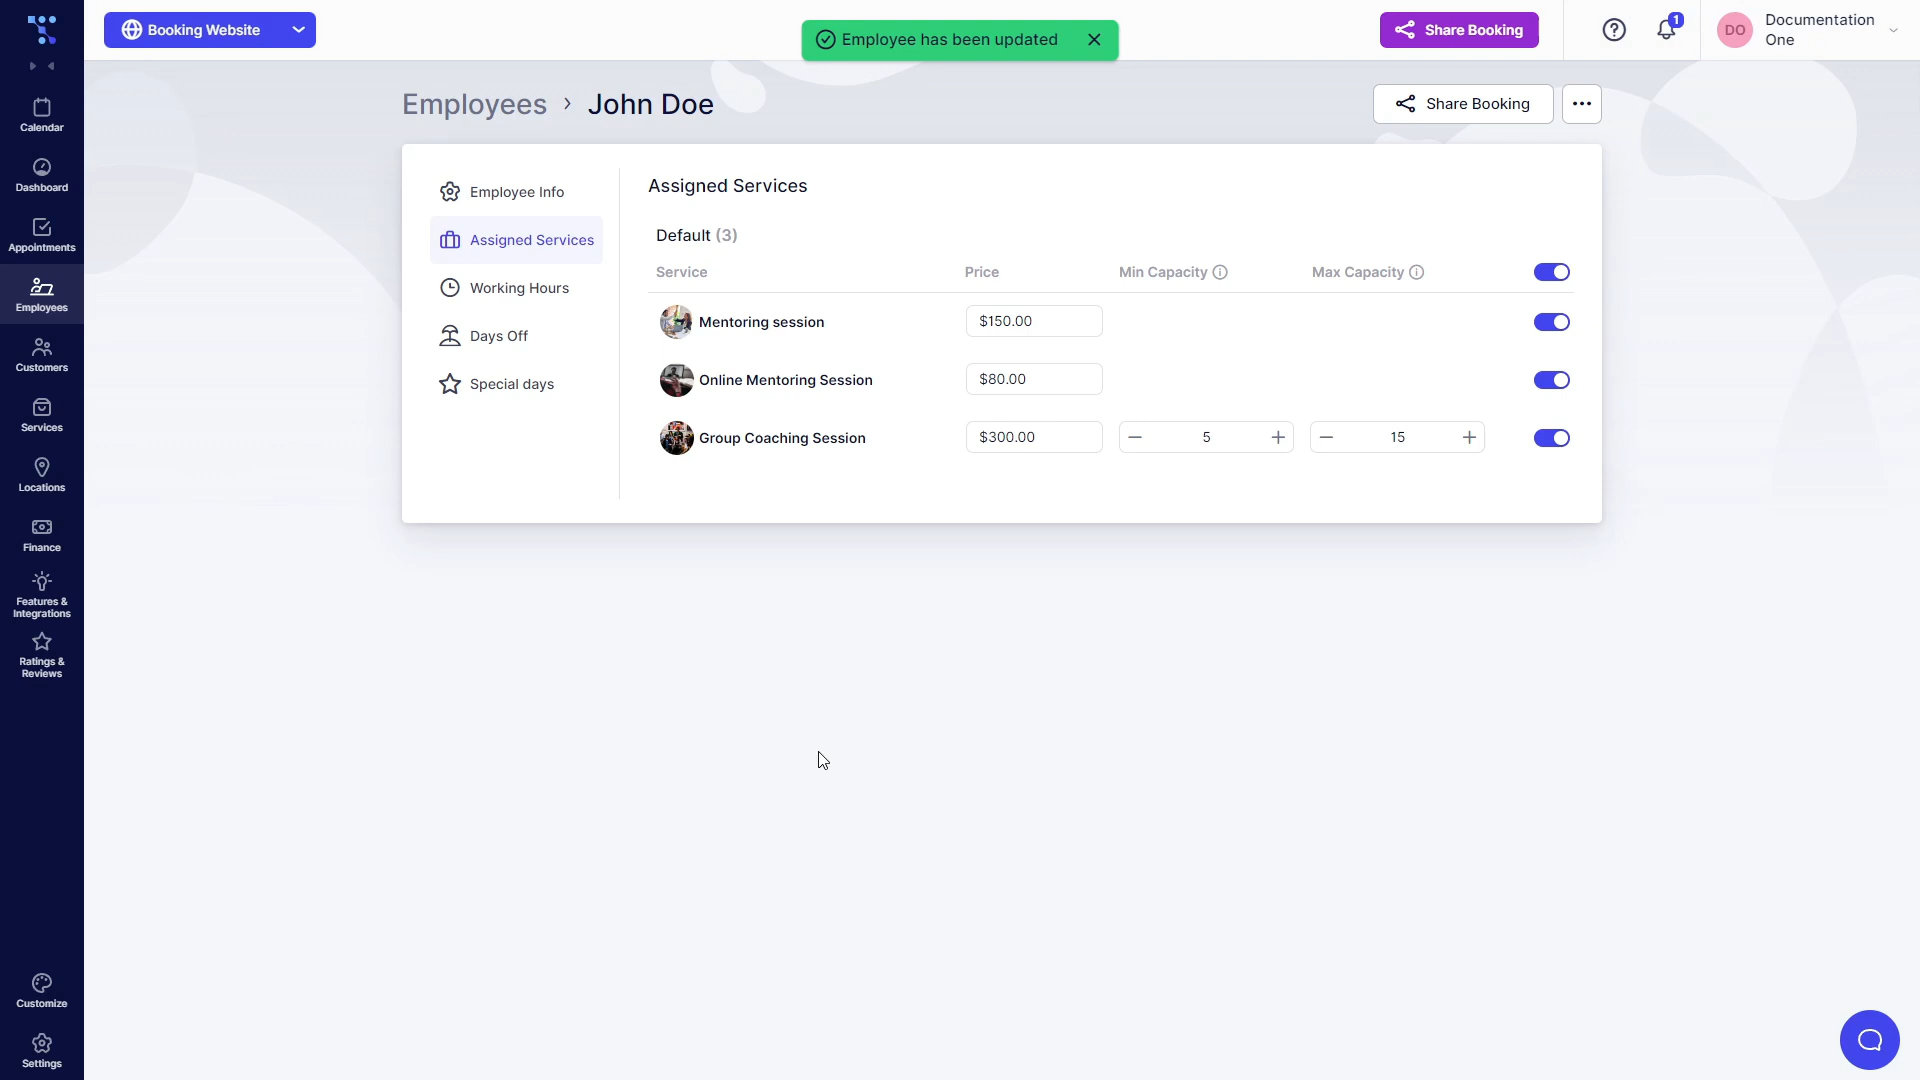 Booking Website
Employee has been updated
Share Booking
1
DO
Documentation
One
Calendar
Dashboard
Appointments
Employees
Customers
Services
Locations
Finance
Features &
Integrations
Ratings &
Reviews
Customize
Settings
Employees > John Doe
Share Booking
Employee Info
Assigned Services
Working Hours
Days Off
Special days
Assigned Services
Default (3)
Service Price Min Capacity Max Capacity
Mentoring session $150.00
Online Mentoring Session $80.00
Group Coaching Session $300.00 5 15